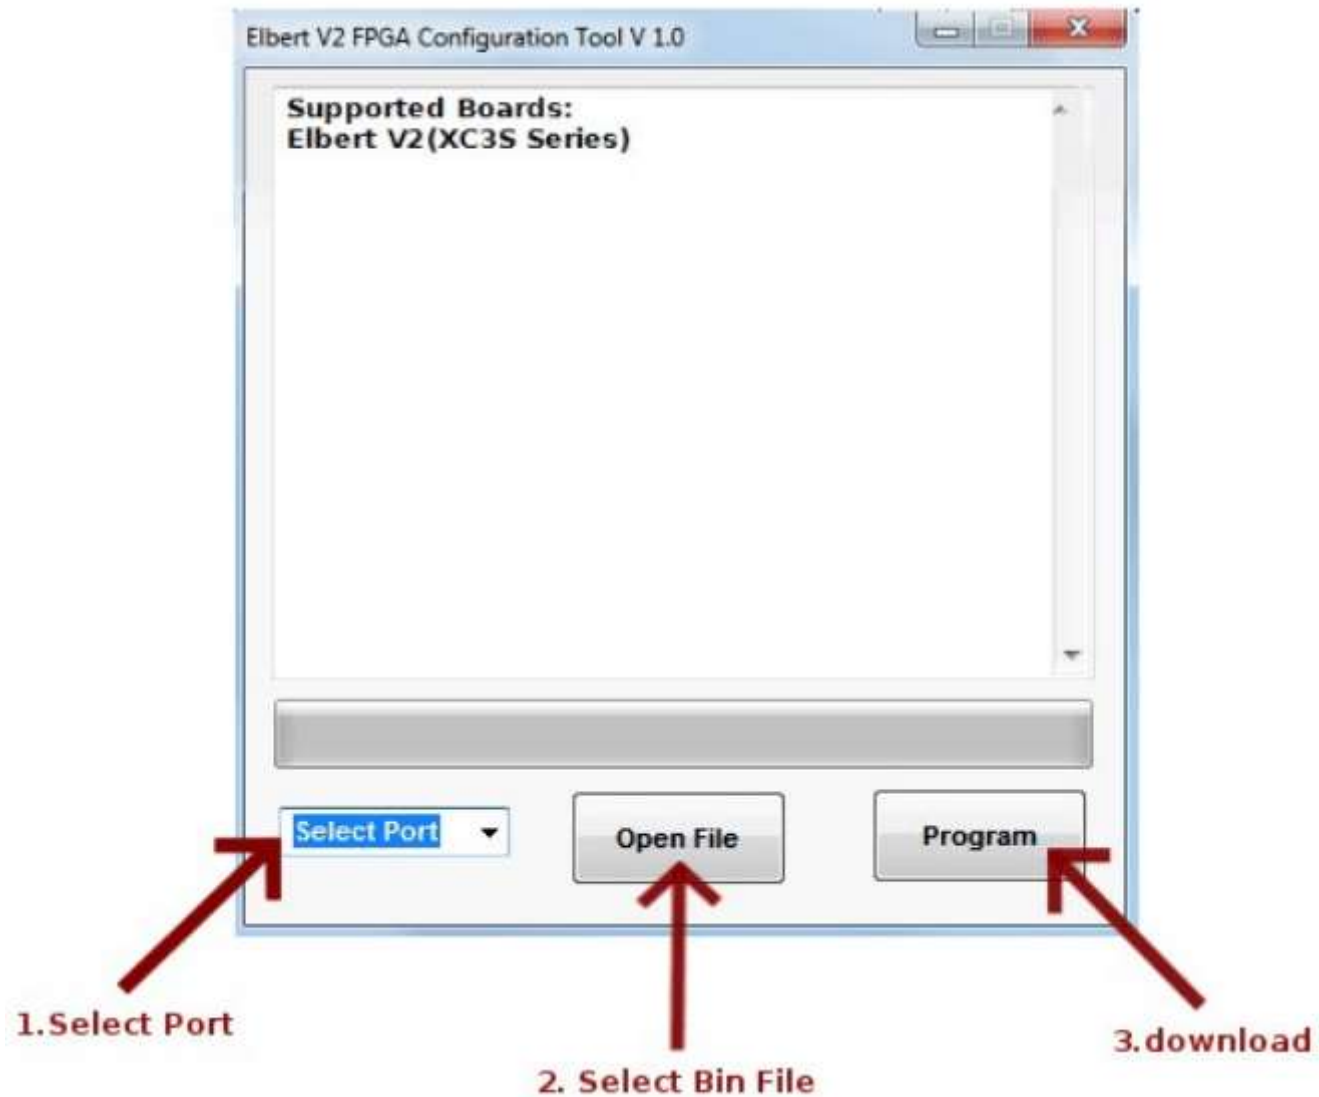 Elbert V2 FPGA Configuration Tool V 1.0
Supported Boards:
Elbert V2(XC3S Series)
Select Port
Open File
Program
1.Select Port
2. Select Bin File
3.download